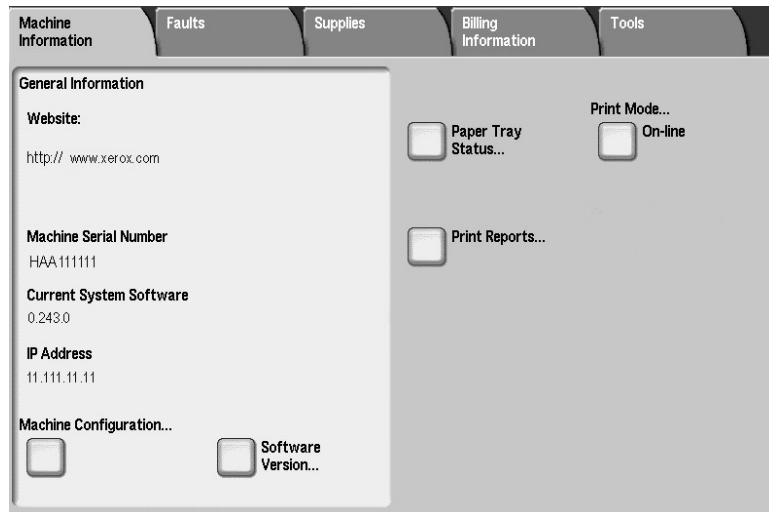 Machine
Information
Faults
Supplies
Billing
Information
Tools
General Information
Website:
http:// www.xerox.com
Machine Serial Number
HAA111111
Current System Software
0.243.0
IP Address
11.111.11.11
Machine Configuration...
Software
Version...
Paper Tray
Status...
Print Mode...
On-line
Print Reports...